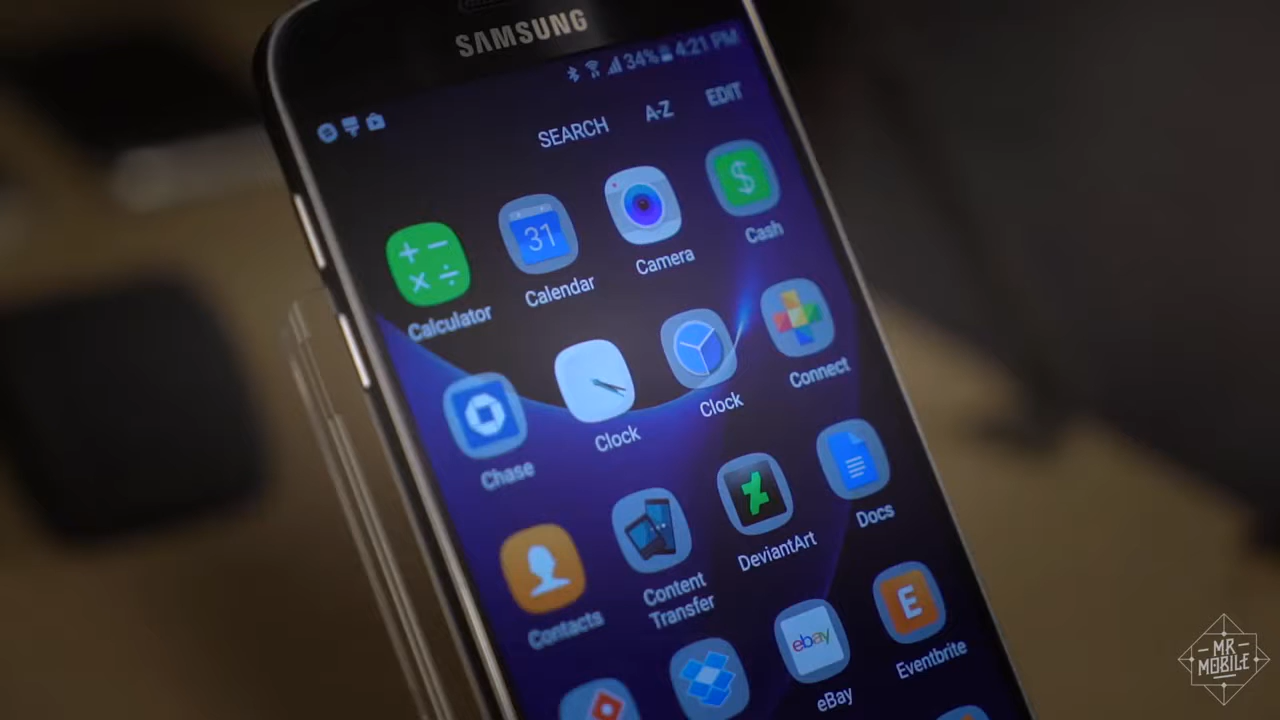 SAMSUNG
34% 4:21 PM
SEARCH A-Z EDIT
31
$
Calculator Calendar Camera Cash
Chase Clock Clock Connect
Contacts Content Transfer DeviantArt Docs
ebay
E
eBay Eventbrite
MR
MOBILE